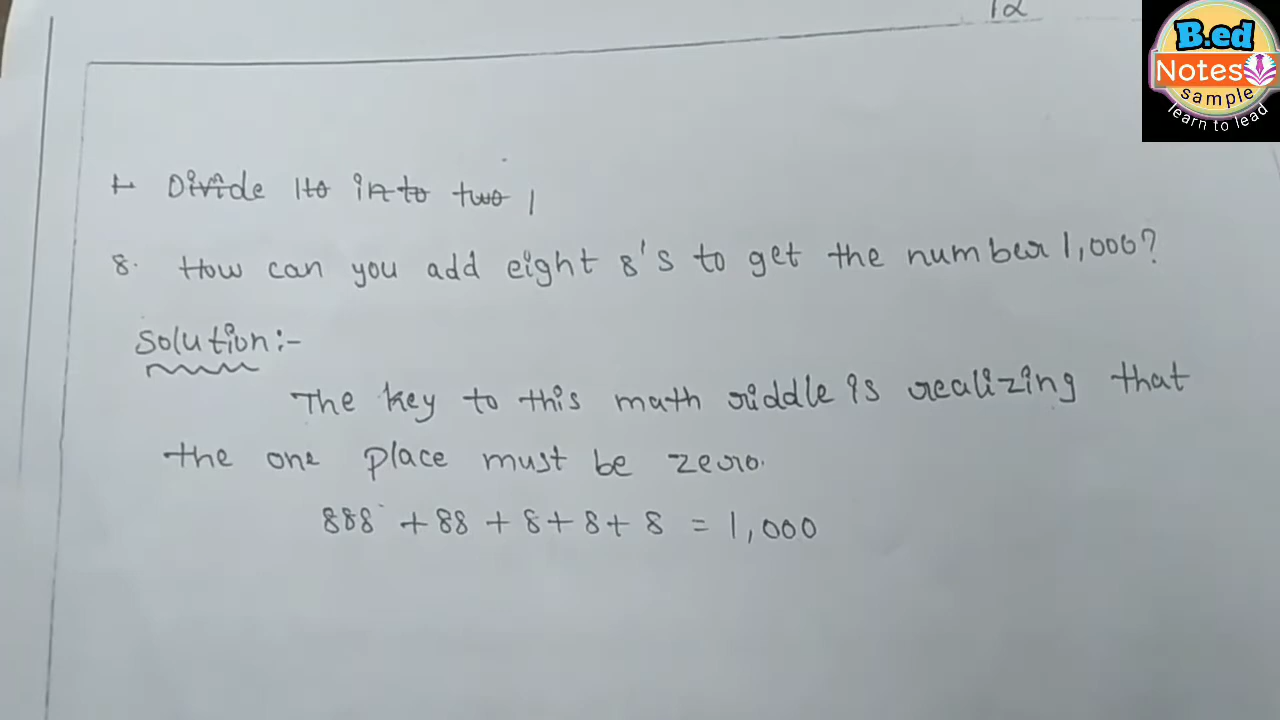 12
B.ed
Notes
sample
learn to lead
1. Divide 110 in to two 1
8. How can you add eight 8's to get the number 1,000?
Solution:-
The key to this math riddle is realizing that
the one place must be zero.
888 + 88 + 8 + 8 + 8 = 1,000